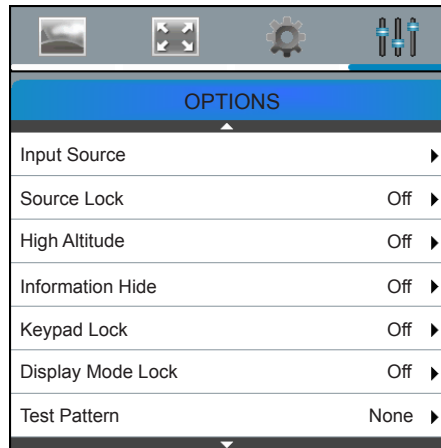 OPTIONS
Input Source
Source Lock Off
High Altitude Off
Information Hide Off
Keypad Lock Off
Display Mode Lock Off
Test Pattern None